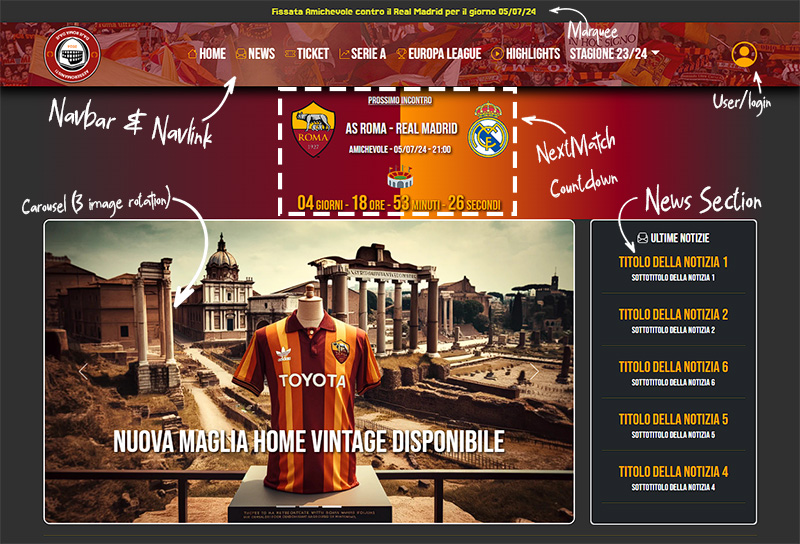 Fissata Amichevole contro il Real Madrid per il giorno 05/07/24
Marquee
HOME
NEWS
TICKET
SERIE A
EUROPA LEAGUE
HIGHLIGHTS
STAGIONE 23/24
User/login
Navbar & Navlink
PROSSIMO INCONTRO
ROMA
1927
AS ROMA - REAL MADRID
AMICHEVOLE - 05/07/24 - 21:00
NextMatch
Countdown
04 GIORNI - 18 ORE - 53 MINUTI - 26 SECONDI
Carousel (3 image rotation)
News Section
TOYOTA
NUOVA MAGLIA HOME VINTAGE DISPONIBILE
ULTIME NOTIZIE
TITOLO DELLA NOTIZIA 1
SOTTOTITOLO DELLA NOTIZIA 1
TITOLO DELLA NOTIZIA 2
SOTTOTITOLO DELLA NOTIZIA 2
TITOLO DELLA NOTIZIA 6
SOTTOTITOLO DELLA NOTIZIA 6
TITOLO DELLA NOTIZIA 5
SOTTOTITOLO DELLA NOTIZIA 5
TITOLO DELLA NOTIZIA 4
SOTTOTITOLO DELLA NOTIZIA 4